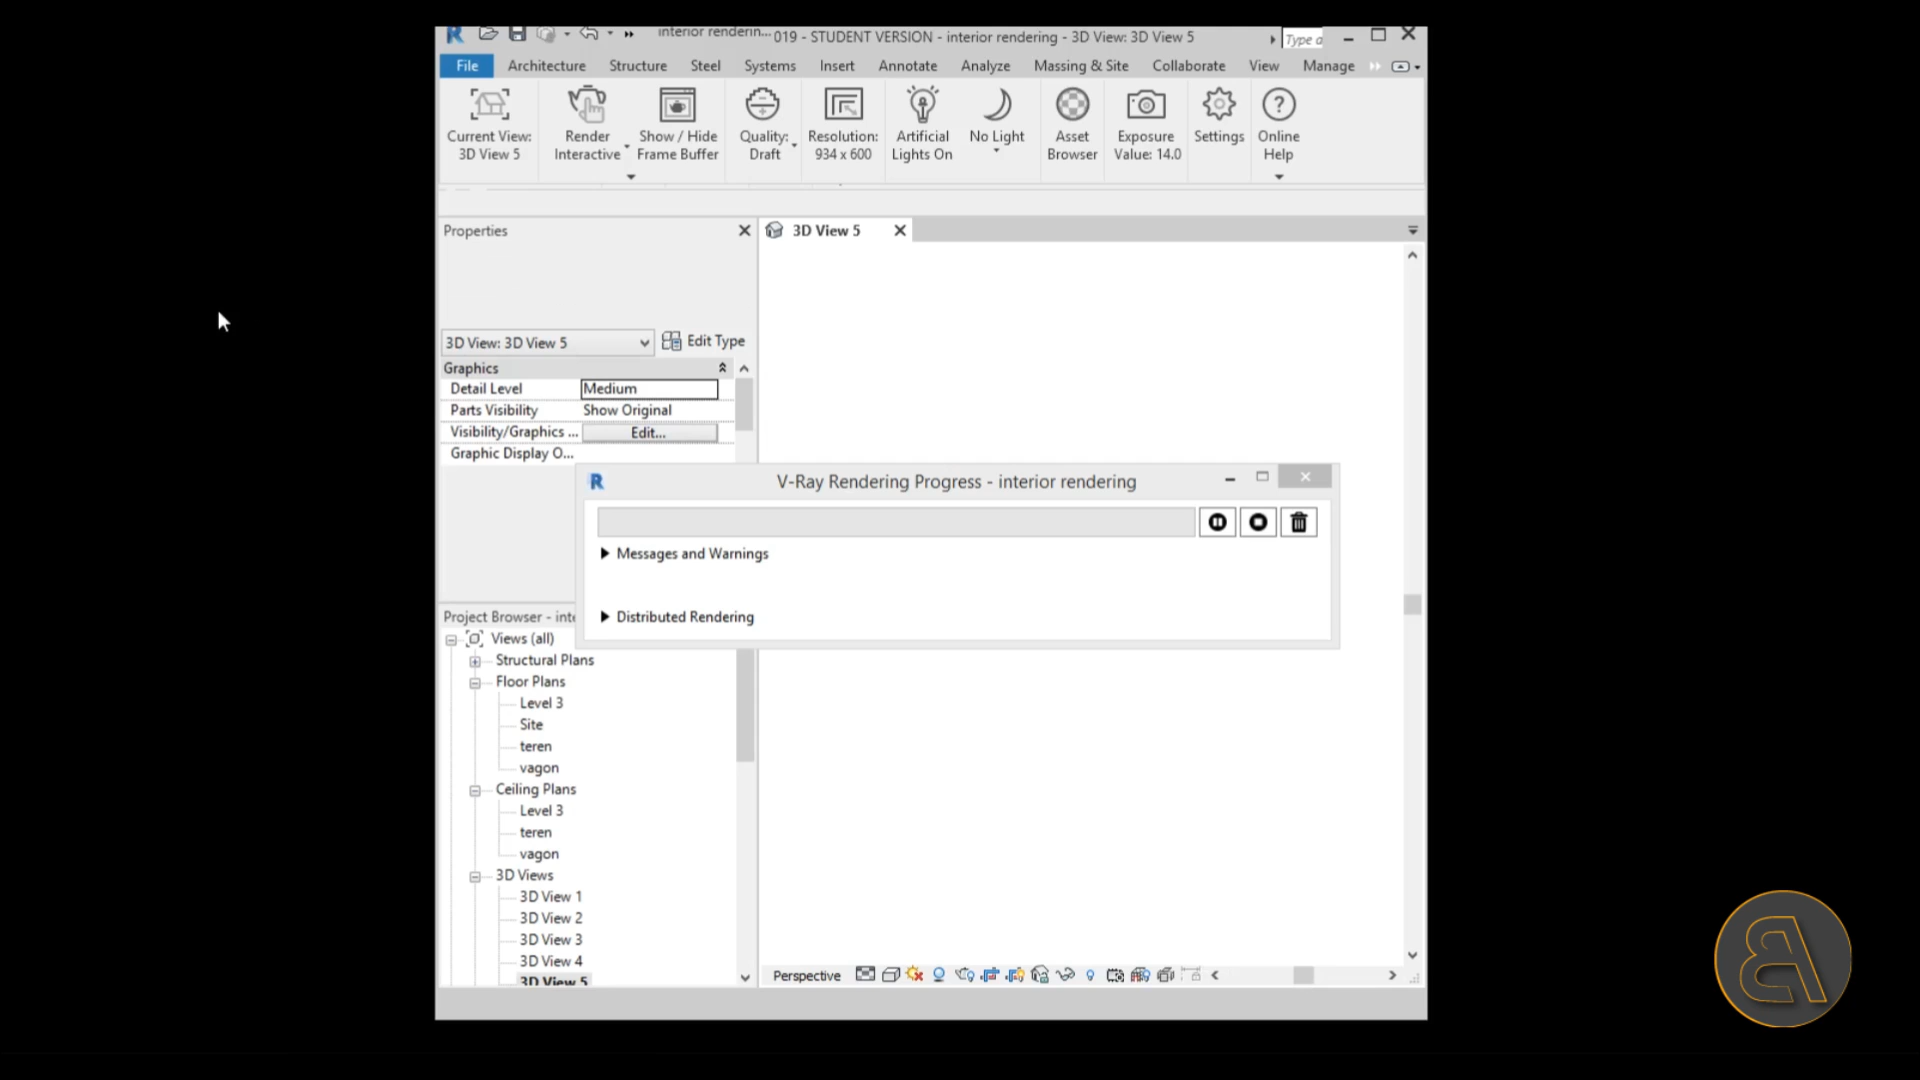 interior renderin... 019 - STUDENT VERSION - interior rendering - 3D View: 3D View 5
Type a
File Architecture Structure Steel Systems Insert Annotate Analyze Massing & Site Collaborate View Manage
Current View: 3D View 5
Render Interactive
Show / Hide Frame Buffer
Quality: Draft
Resolution: 934 x 600
Artificial Lights On
No Light
Asset Browser
Exposure Value: 14.0
Settings
Online Help
Properties
3D View 5
3D View: 3D View 5
Edit Type
Graphics
Detail Level Medium
Parts Visibility Show Original
Visibility/Graphics ... Edit...
Graphic Display O...
V-Ray Rendering Progress - interior rendering
Messages and Warnings
Distributed Rendering
Project Browser - inte
Views (all)
Structural Plans
Floor Plans
Level 3
Site
teren
vagon
Ceiling Plans
Level 3
teren
vagon
3D Views
3D View 1
3D View 2
3D View 3
3D View 4
3D View 5
Perspective